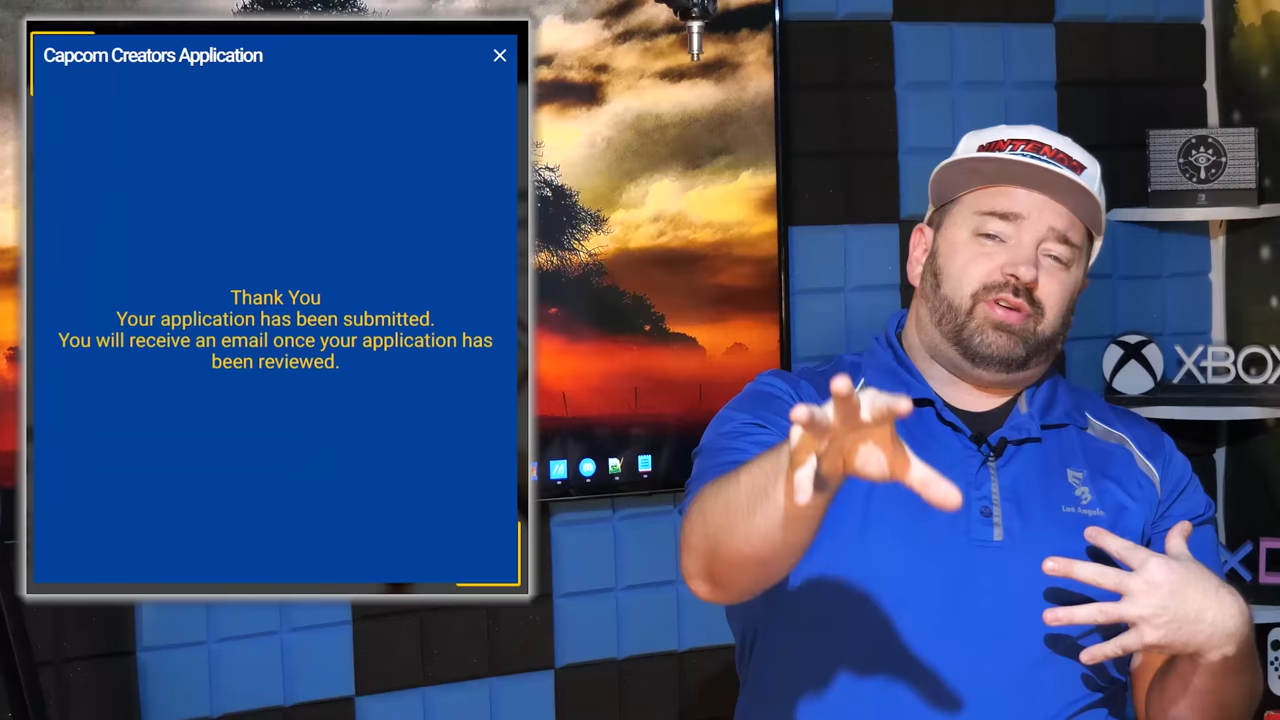 Capcom Creators Application
Thank You
Your application has been submitted.
You will receive an email once your application has
been reviewed.
NINTENDO
XBOX
E3
Los Angeles